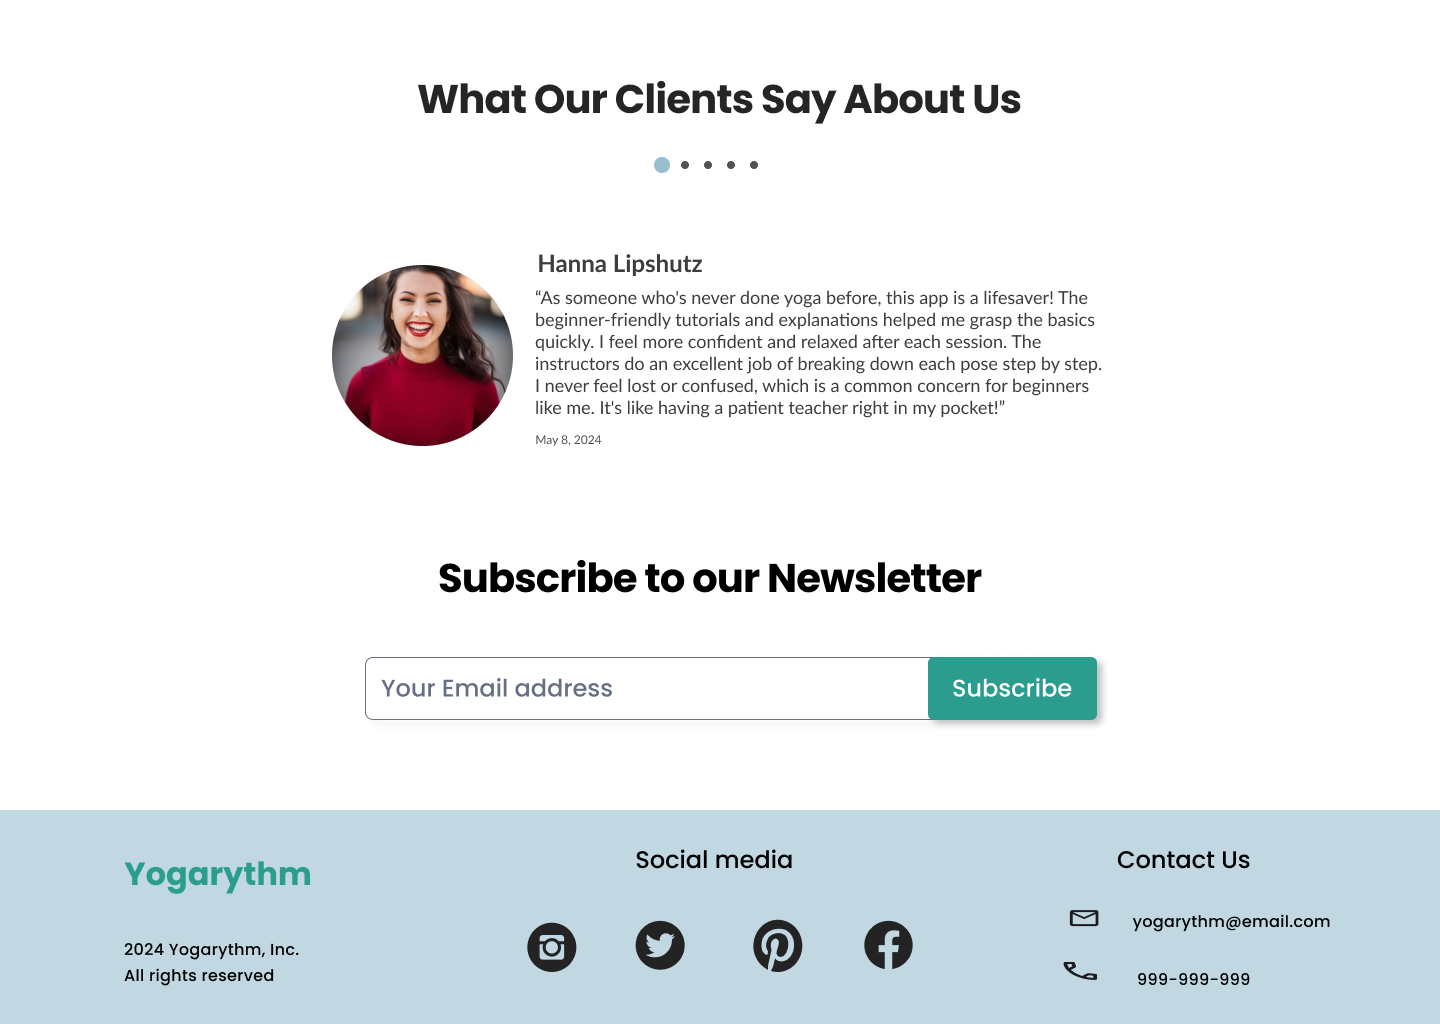 What Our Clients Say About Us
Hanna Lipshutz
“As someone who's never done yoga before, this app is a lifesaver! The
beginner-friendly tutorials and explanations helped me grasp the basics
quickly. I feel more confident and relaxed after each session. The
instructors do an excellent job of breaking down each pose step by step.
I never feel lost or confused, which is a common concern for beginners
like me. It's like having a patient teacher right in my pocket!”
May 8, 2024
Subscribe to our Newsletter
Your Email address
Subscribe
Yogarythm
2024 Yogarythm, Inc.
All rights reserved
Social media
Contact Us
yogarythm@email.com
999-999-999